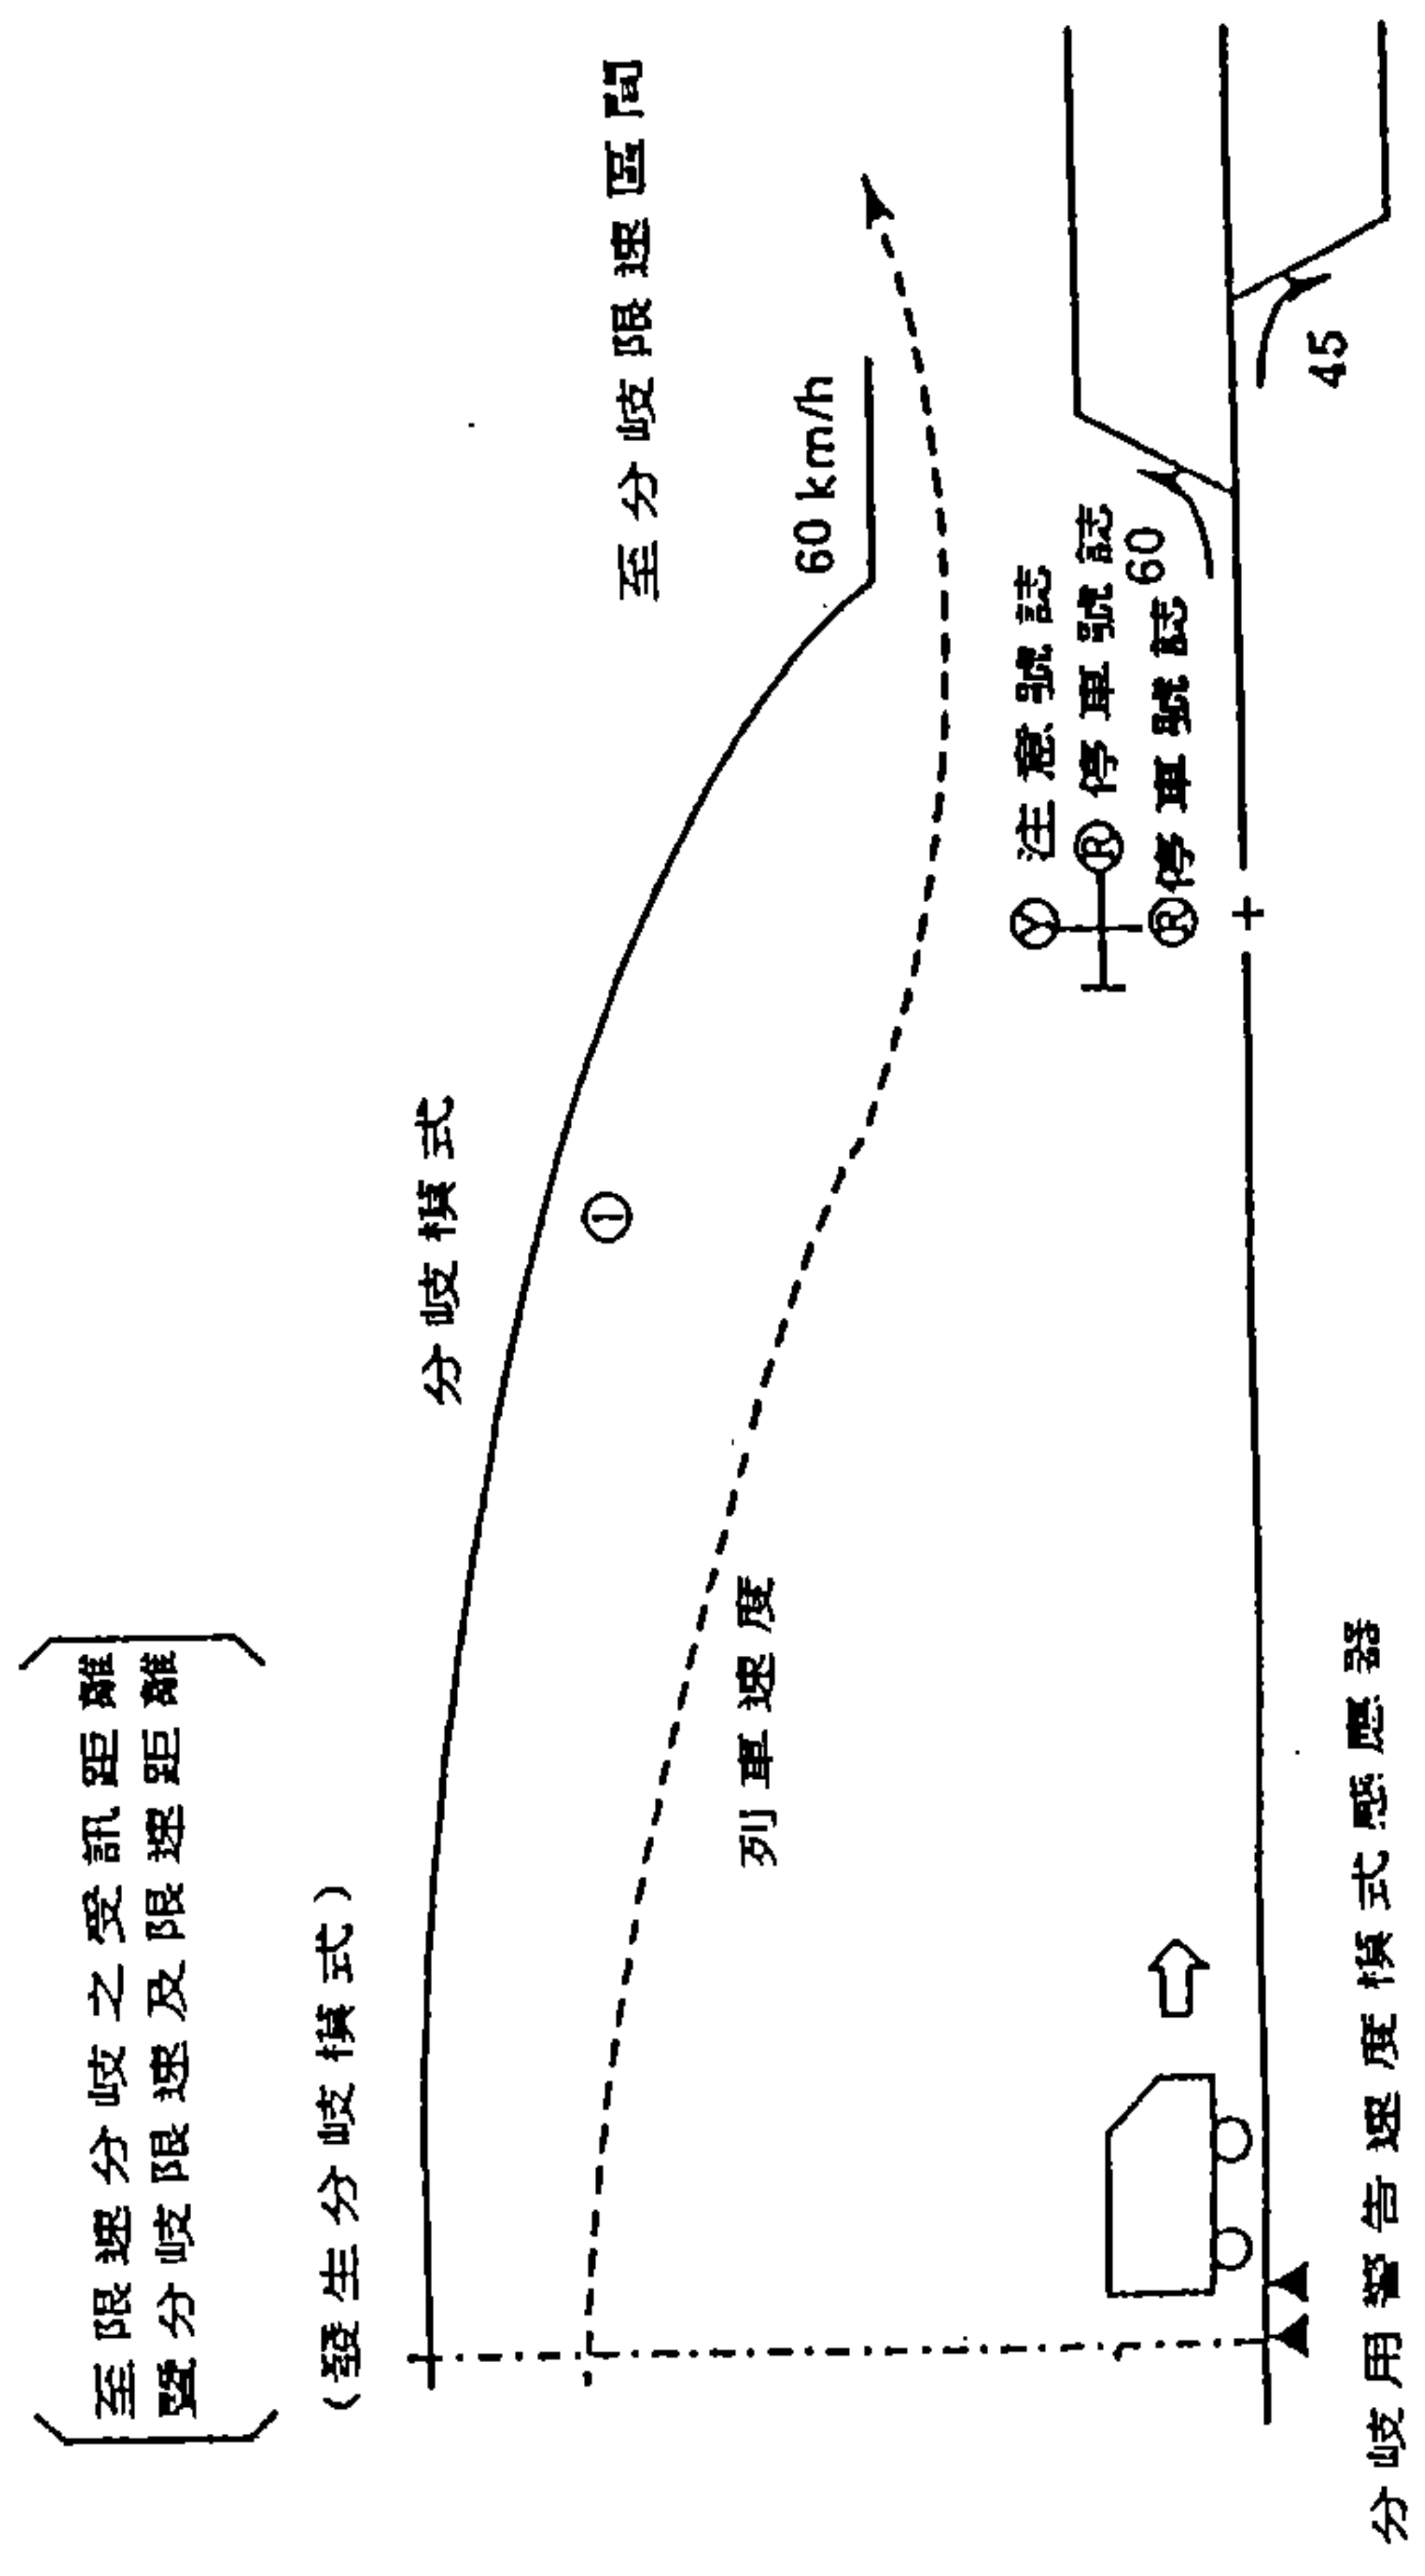 至限速分岐之受訊距離
暨分岐限速及限速距離
(發生分岐模式)
分岐模式
至分岐限速區間
①
60 km/h
列車速度
Ⓨ 注意號誌
Ⓡ 停車號誌
Ⓡ 停車號誌
60
45
分岐用警告速度模式感應器